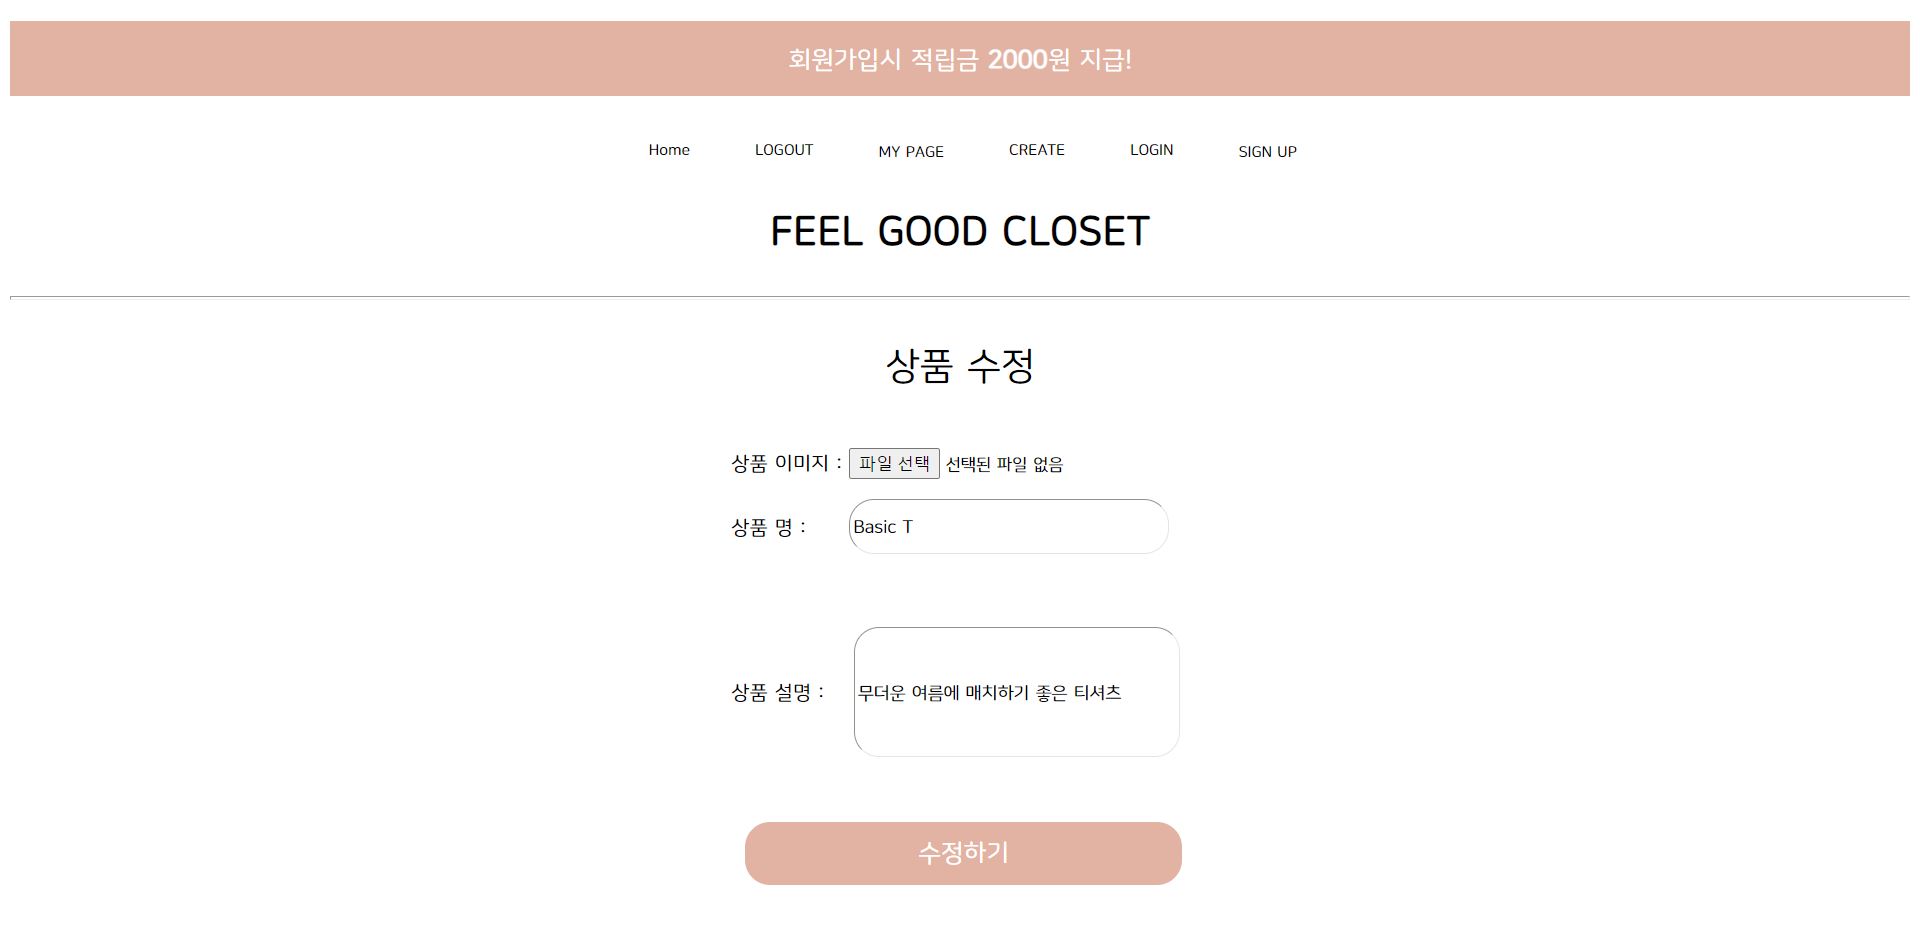 회원가입시 적립금 2000원 지급!
Home LOGOUT MY PAGE CREATE LOGIN SIGN UP
FEEL GOOD CLOSET
상품 수정
상품 이미지 : 파일 선택 선택된 파일 없음
상품 명 : Basic T
상품 설명 : 무더운 여름에 매치하기 좋은 티셔츠
수정하기